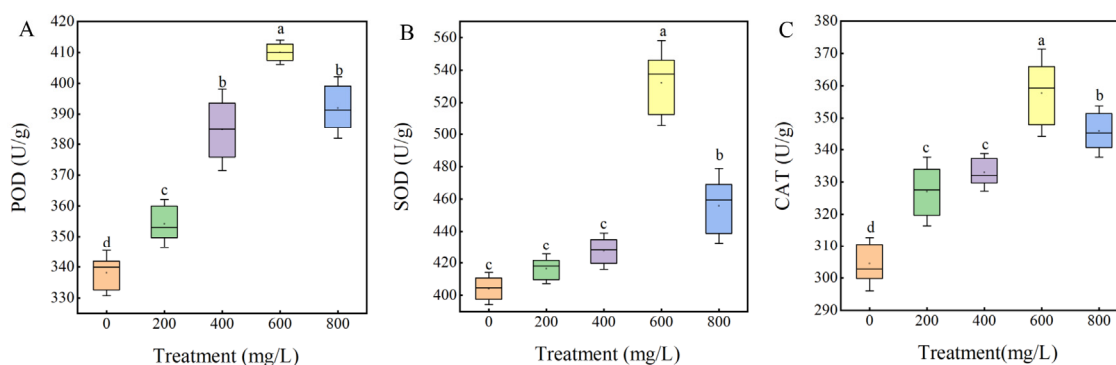 A
POD (U/g)
420
410
400
390
380
370
360
350
340
330
d
c
b
a
b
0
200
400
600
800
Treatment (mg/L)
B
SOD (U/g)
560
540
520
500
480
460
440
420
400
c
c
c
a
b
0
200
400
600
800
Treatment (mg/L)
C
CAT (U/g)
380
370
360
350
340
330
320
310
300
290
d
c
c
a
b
0
200
400
600
800
Treatment(mg/L)